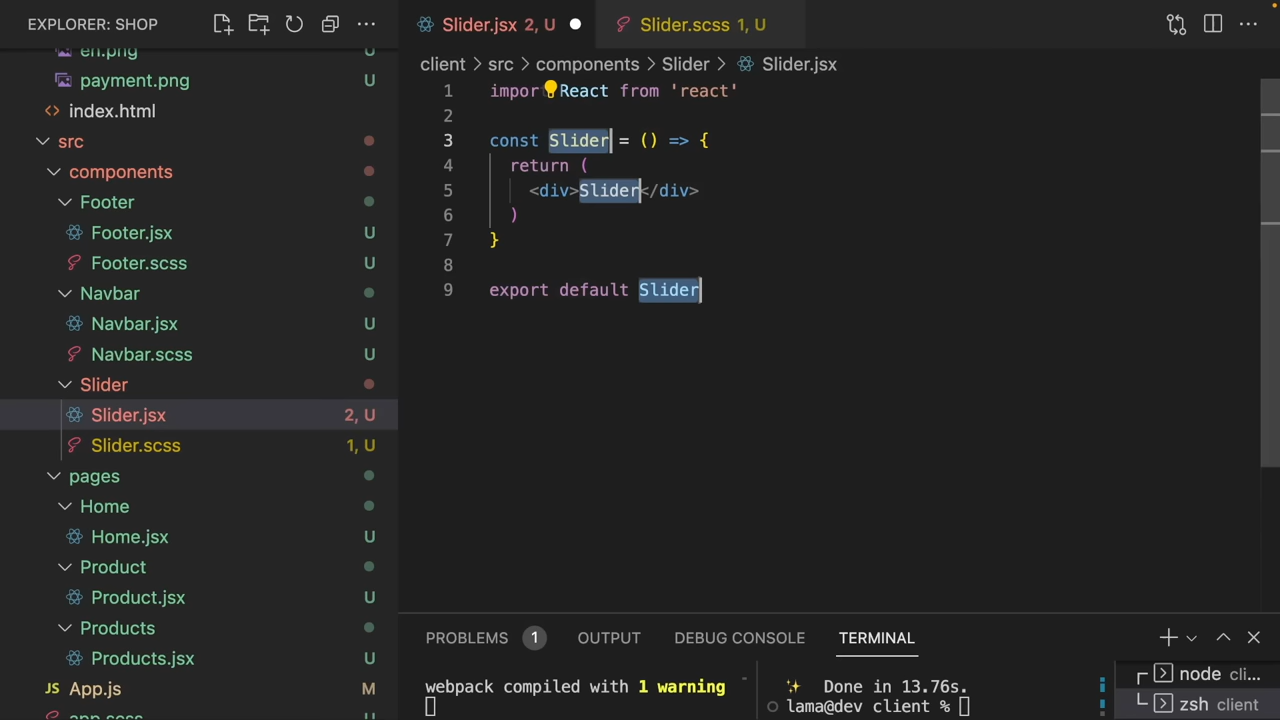 EXPLORER: SHOP
en.png U
payment.png U
index.html
src
components
Footer
Footer.jsx U
Footer.scss U
Navbar
Navbar.jsx U
Navbar.scss U
Slider
Slider.jsx 2, U
Slider.scss 1, U
pages
Home
Home.jsx U
Product
Product.jsx U
Products
Products.jsx U
JS App.js M
app.scss
Slider.jsx 2, U
Slider.scss 1, U
client > src > components > Slider > Slider.jsx
1 impor React from 'react'
2
3 const Slider = () => {
4 return (
5 <div>Slider</div>
6 )
7 }
8
9 export default Slider
PROBLEMS 1 OUTPUT DEBUG CONSOLE TERMINAL
webpack compiled with 1 warning
✨ Done in 13.76s.
lama@dev client %
node cli...
zsh client